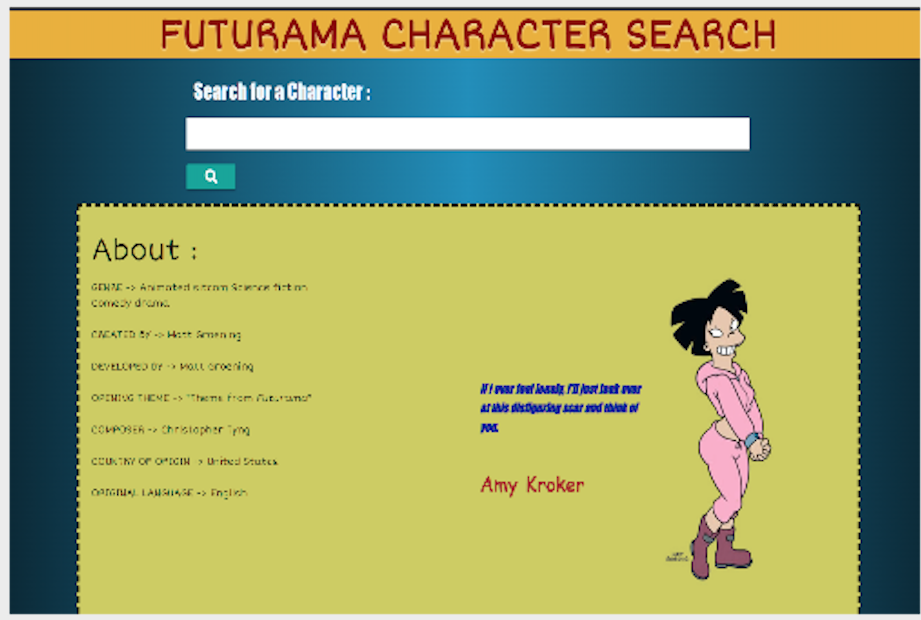 FUTURAMA CHARACTER SEARCH
Search for a Character :
About :
GENRE -> Animated sitcom Science fiction
Comedy drama
CREATED BY -> Matt Groening
DEVELOPED BY -> Matt Groening
OPENING THEME -> "Theme from Futurama"
COMPOSER -> Christopher Tyng
COUNTRY OF ORIGIN -> United States
ORIGINAL LANGUAGE -> English
If I ever feel lonely, I'll just look over
at this disfiguring scar and think of
you.
Amy Kroker